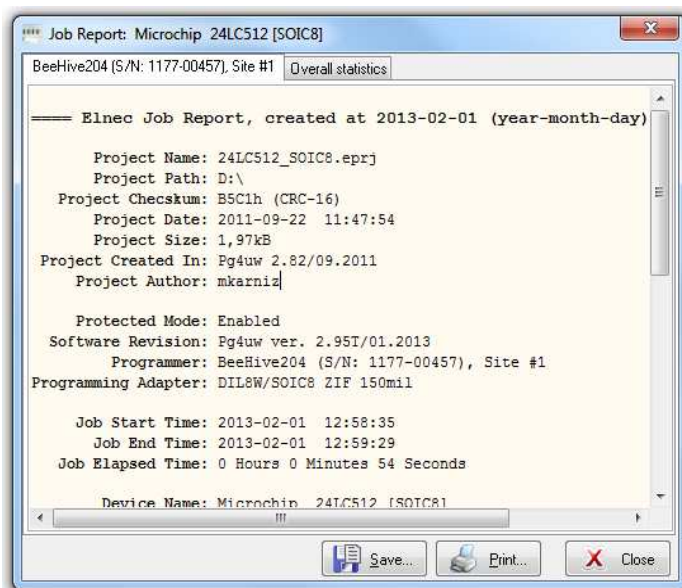 Job Report: Microchip 24LC512 [SOIC8]
BeeHive204 (S/N: 1177-00457), Site #1 Overall statistics
==== Elnec Job Report, created at 2013-02-01 (year-month-day)
Project Name: 24LC512_SOIC8.eprj
Project Path: D:\
Project Checskum: B5C1h (CRC-16)
Project Date: 2011-09-22 11:47:54
Project Size: 1,97kB
Project Created In: Pg4uw 2.82/09.2011
Project Author: mkarniz
Protected Mode: Enabled
Software Revision: Pg4uw ver. 2.95T/01.2013
Programmer: BeeHive204 (S/N: 1177-00457), Site #1
Programming Adapter: DIL8W/SOIC8 ZIF 150mil
Job Start Time: 2013-02-01 12:58:35
Job End Time: 2013-02-01 12:59:29
Job Elapsed Time: 0 Hours 0 Minutes 54 Seconds
Device Name: Microchip 24LC512 [SOIC8]
Save... Print... Close